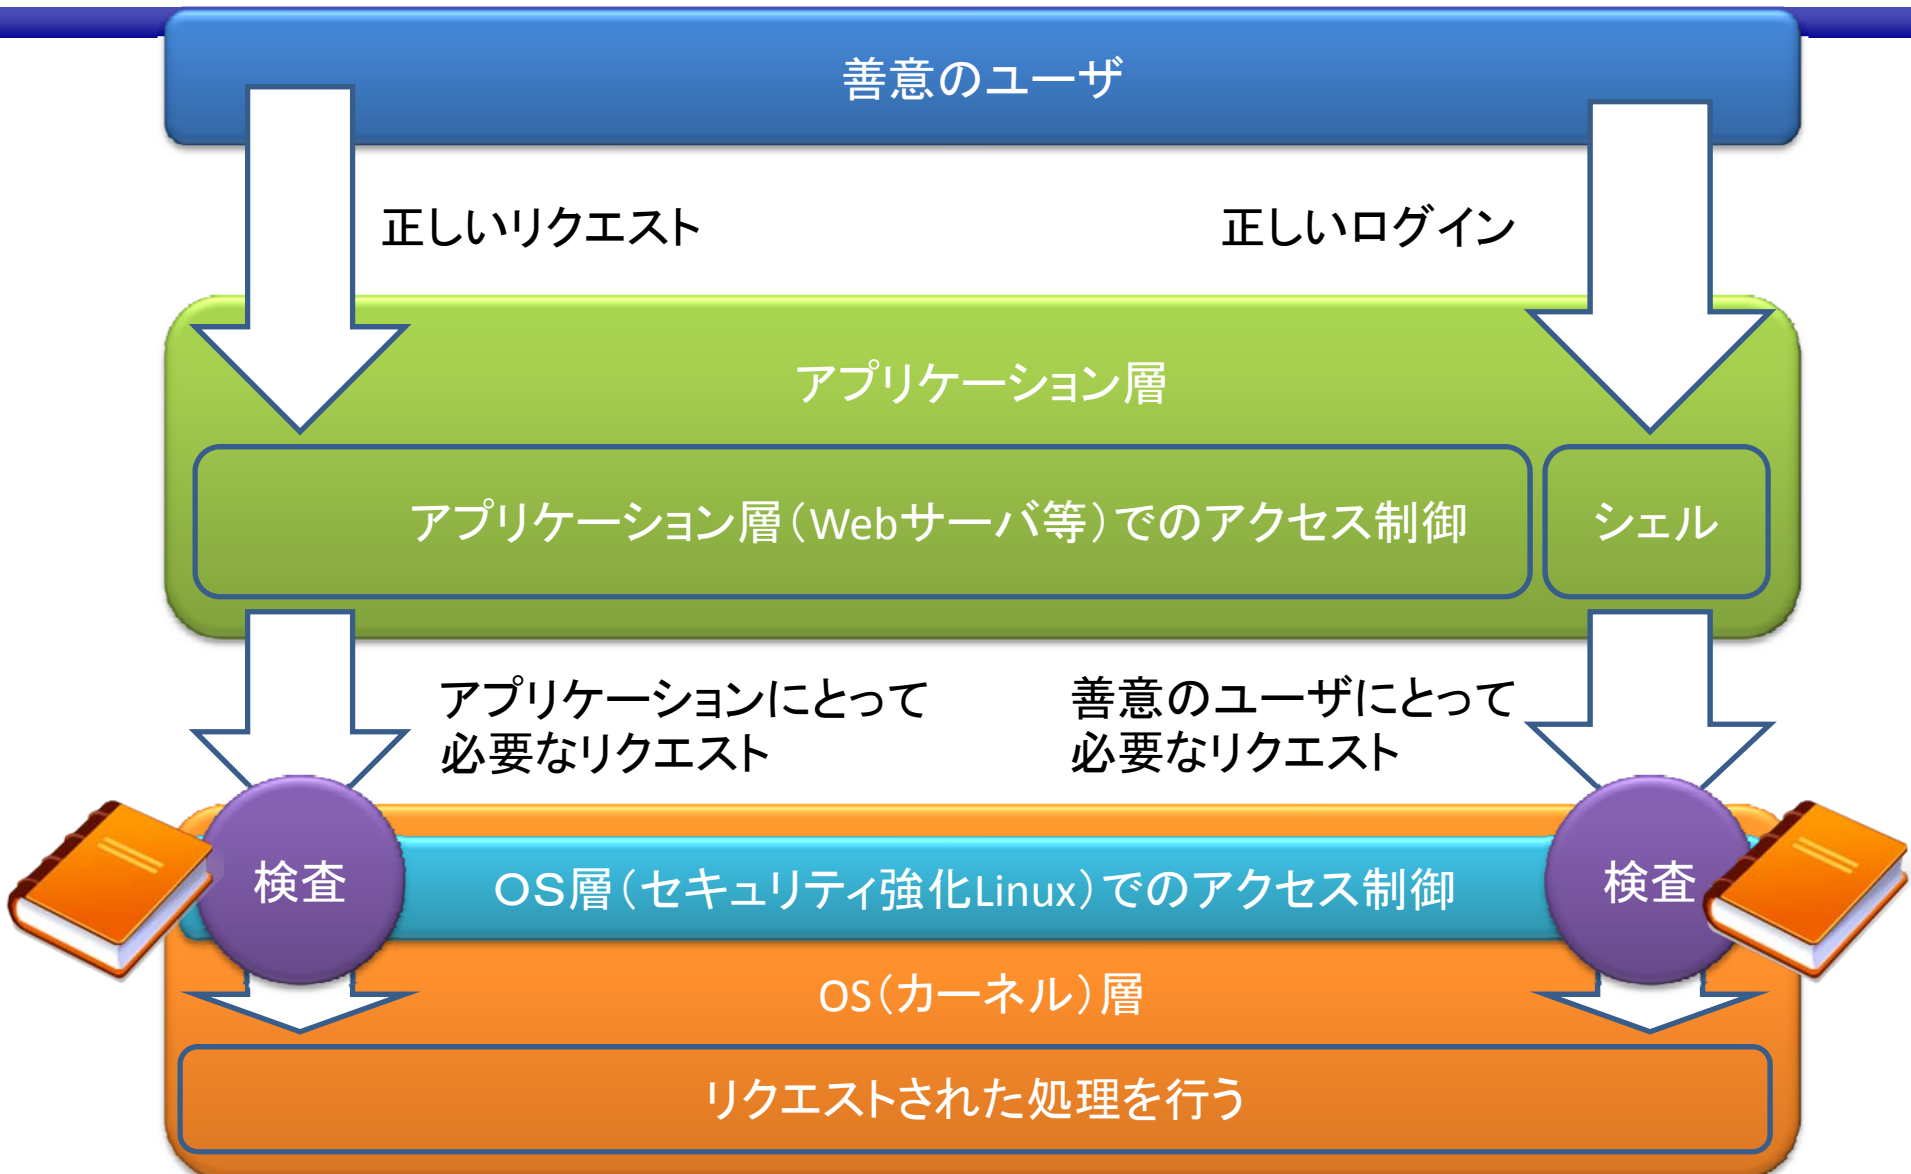 善意のユーザ
正しいリクエスト
正しいログイン
アプリケーション層
アプリケーション層（Webサーバ等）でのアクセス制御
シェル
アプリケーションにとって
必要なリクエスト
善意のユーザにとって
必要なリクエスト
検査
ＯＳ層（セキュリティ強化Linux）でのアクセス制御
検査
OS（カーネル）層
リクエストされた処理を行う